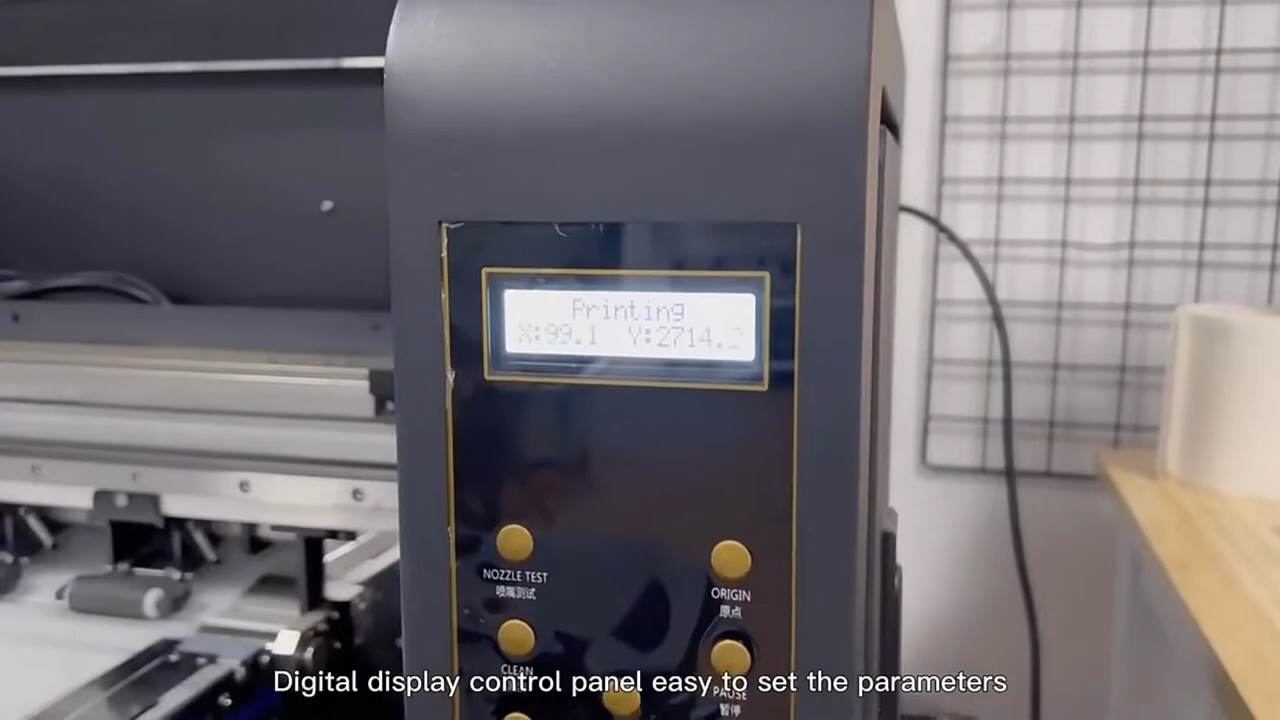 Printing
X:99.1 Y:2714.2
NOZZLE TEST
喷嘴测试
ORIGIN
原点
CLEAN
PAUSE
暂停
Digital display control panel easy to set the parameters